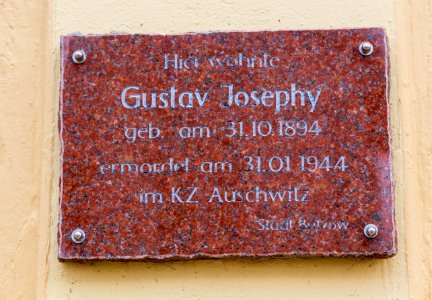 Hier wohnte
Gustav Josephy
geb. am 31.10.1894
ermordet am 31.01.1944
im KZ Auschwitz
Stadt Bützow